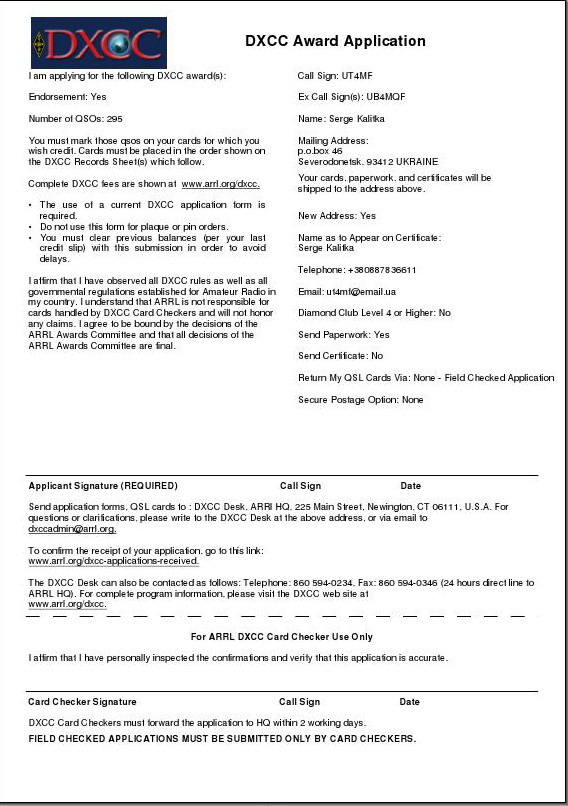 DXCC
DXCC Award Application
I am applying for the following DXCC award(s):
Endorsement: Yes
Number of QSOs: 295
You must mark those qsos on your cards for which you
wish credit. Cards must be placed in the order shown on
the DXCC Records Sheet(s) which follow.
Complete DXCC fees are shown at www.arrl.org/dxcc.
• The use of a current DXCC application form is
required.
• Do not use this form for plaque or pin orders.
• You must clear previous balances (per your last
credit slip) with this submission in order to avoid
delays.
I affirm that I have observed all DXCC rules as well as all
governmental regulations established for Amateur Radio in
my country. I understand that ARRL is not responsible for
cards handled by DXCC Card Checkers and will not honor
any claims. I agree to be bound by the decisions of the
ARRL Awards Committee and that all decisions of the
ARRL Awards Committee are final.
Call Sign: UT4MF
Ex Call Sign(s): UB4MQF
Name: Serge Kalitka
Mailing Address:
p.o.box 46
Severodonetsk, 93412 UKRAINE
Your cards, paperwork, and certificates will be
shipped to the address above.
New Address: Yes
Name as to Appear on Certificate:
Serge Kalitka
Telephone: +380887836611
Email: ut4mf@email.ua
Diamond Club Level 4 or Higher: No
Send Paperwork: Yes
Send Certificate: No
Return My QSL Cards Via: None - Field Checked Application
Secure Postage Option: None
Applicant Signature (REQUIRED) Call Sign Date
Send application forms, QSL cards to : DXCC Desk, ARRl HQ, 225 Main Street, Newington, CT 06111, U.S.A. For
questions or clarifications, please write to the DXCC Desk at the above address, or via email to
dxccadmin@arrl.org.
To confirm the receipt of your application, go to this link:
www.arrl.org/dxcc-applications-received.
The DXCC Desk can also be contacted as follows: Telephone: 860 594-0234, Fax: 860 594-0346 (24 hours direct line to
ARRL HQ). For complete program information, please visit the DXCC web site at
www.arrl.org/dxcc.
For ARRL DXCC Card Checker Use Only
I affirm that I have personally inspected the confirmations and verify that this application is accurate.
Card Checker Signature Call Sign Date
DXCC Card Checkers must forward the application to HQ within 2 working days.
FIELD CHECKED APPLICATIONS MUST BE SUBMITTED ONLY BY CARD CHECKERS.